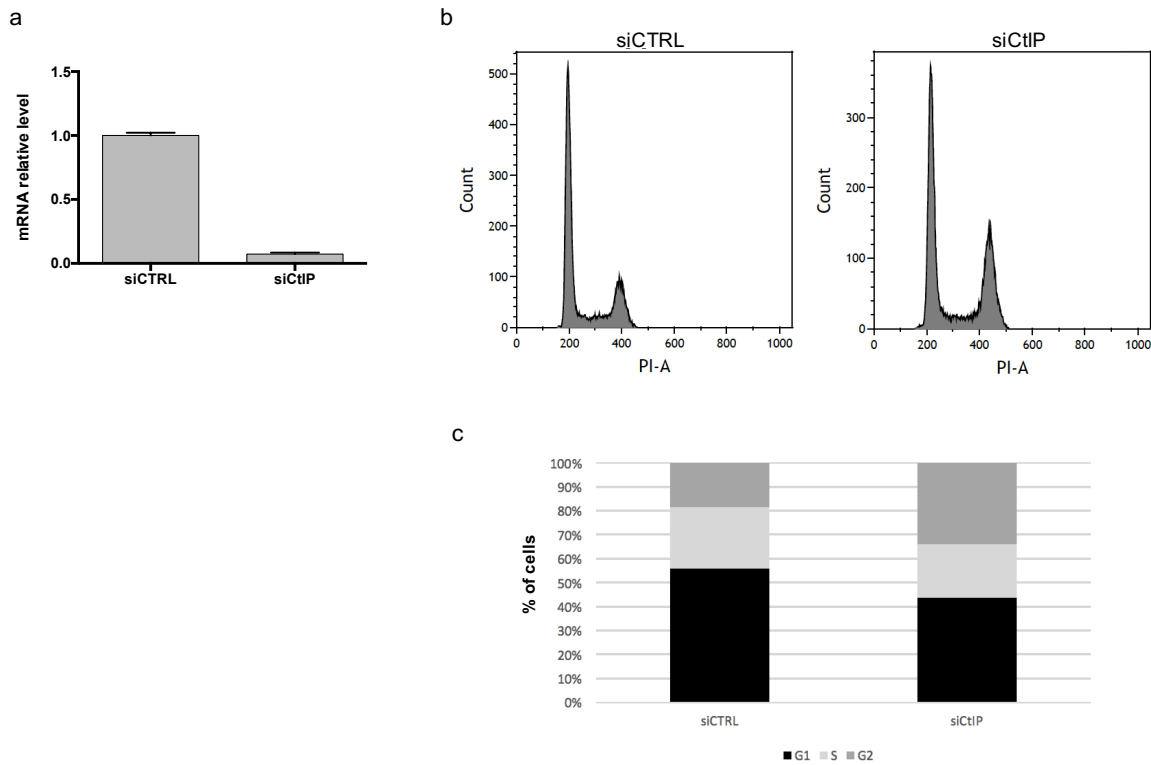 a
1.5
1.0
0.5
0.0
mRNA relative level
siCTRL siCtIP
b
siCTRL
500
400
300
200
100
0
Count
0 200 400 600 800 1000
PI-A
siCtIP
300
200
100
0
Count
0 200 400 600 800 1000
PI-A
c
100%
90%
80%
70%
60%
50%
40%
30%
20%
10%
0%
% of cells
siCTRL siCtIP
G1 S G2